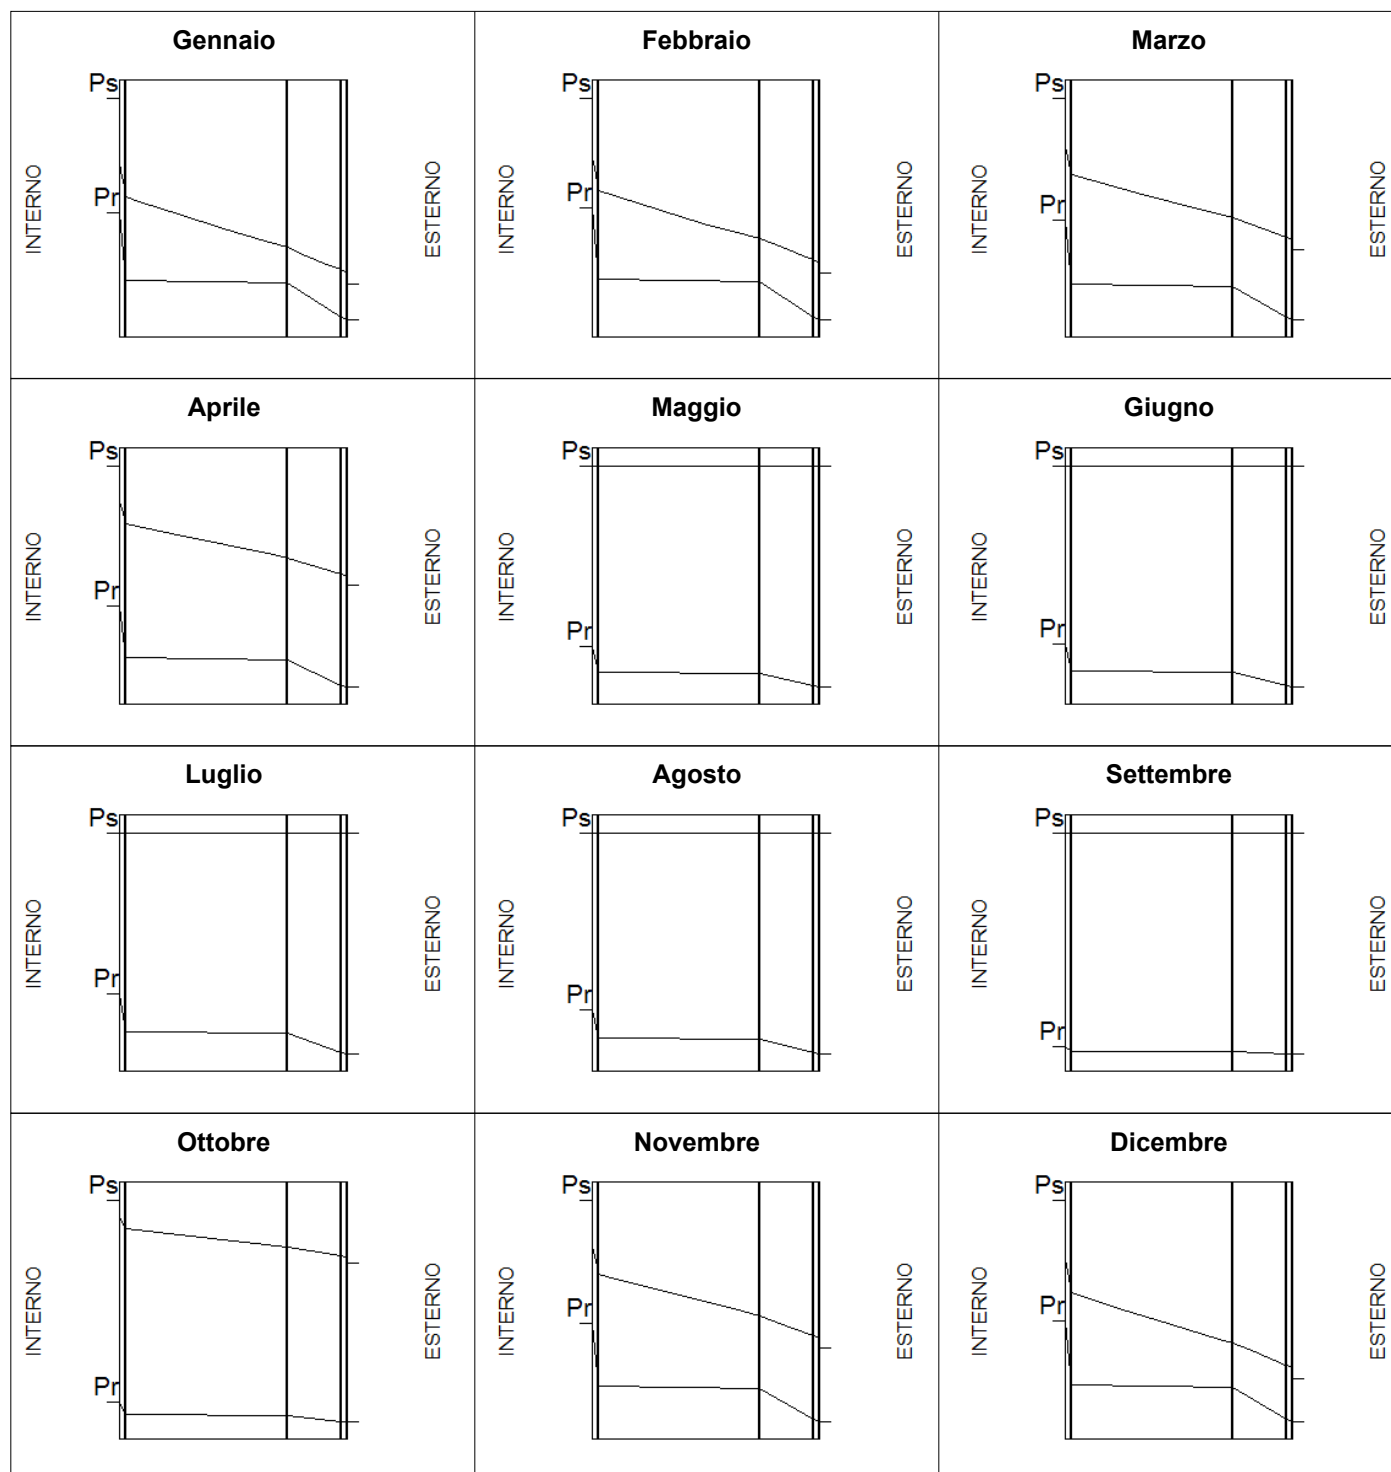 Gennaio Febbraio Marzo
Ps Ps Ps
INTERNO Pr ESTERNO INTERNO Pr ESTERNO INTERNO Pr ESTERNO
Aprile Maggio Giugno
Ps Ps Ps
INTERNO Pr ESTERNO INTERNO Pr ESTERNO INTERNO Pr ESTERNO
Luglio Agosto Settembre
Ps Ps Ps
INTERNO Pr ESTERNO INTERNO Pr ESTERNO INTERNO Pr ESTERNO
Ottobre Novembre Dicembre
Ps Ps Ps
INTERNO Pr ESTERNO INTERNO Pr ESTERNO INTERNO Pr ESTERNO